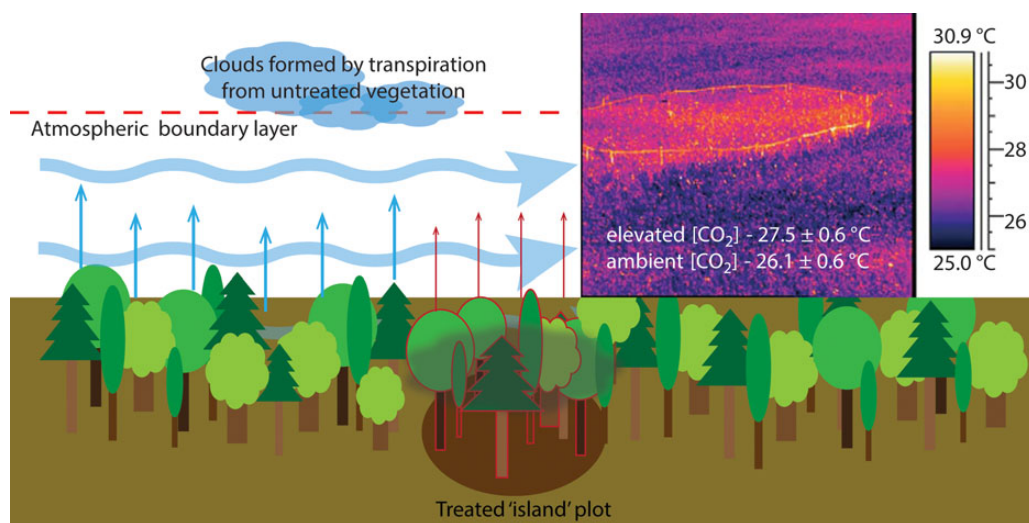 Clouds formed by transpiration
from untreated vegetation
Atmospheric boundary layer
30.9 °C
30
28
26
25.0 °C
elevated [CO₂] - 27.5 ± 0.6 °C
ambient [CO₂] - 26.1 ± 0.6 °C
Treated ‘island’ plot